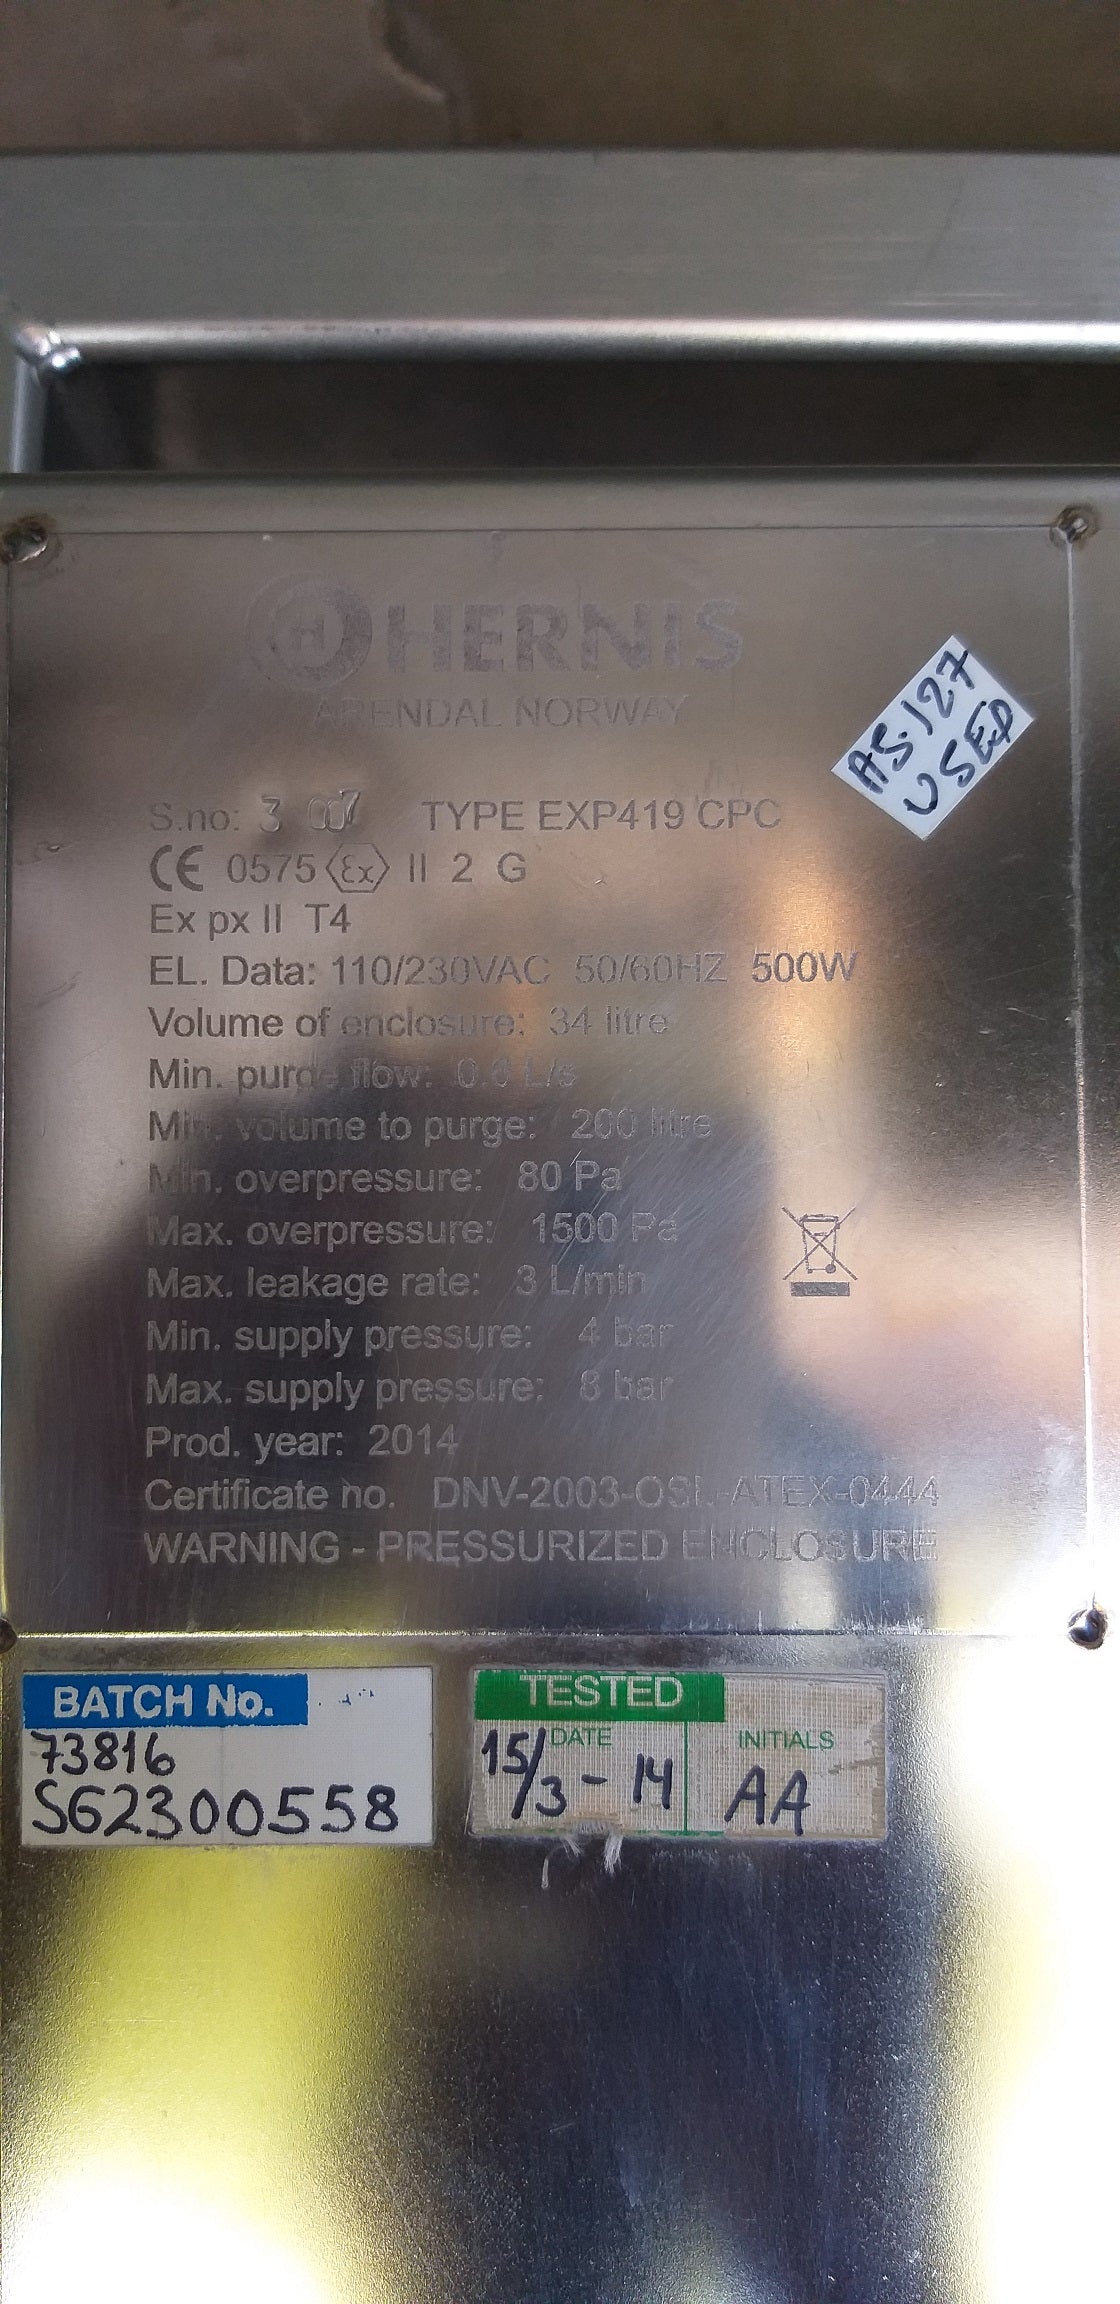 H HERNIS
ARENDAL NORWAY
AS.127
USED
S.no: TYPE EXP419 CPC
CE 0575 Ex II 2 G
Ex px II T4
EL. Data: 110/230VAC 50/60HZ 500W
Volume of enclosure: 34 litre
Min. purge flow: L/s
Min. volume to purge: 200 litre
Min. overpressure: 80 Pa
Max. overpressure: 1500 Pa
Max. leakage rate: 3 L/min
Min. supply pressure: 4 bar
Max. supply pressure: 8 bar
Prod. year: 2014
Certificate no. DNV-2003-OSL-ATEX-0444
WARNING - PRESSURIZED ENCLOSURE
BATCH No.
73816
S62300558
TESTED
DATE INITIALS
15/3 - 14 AA